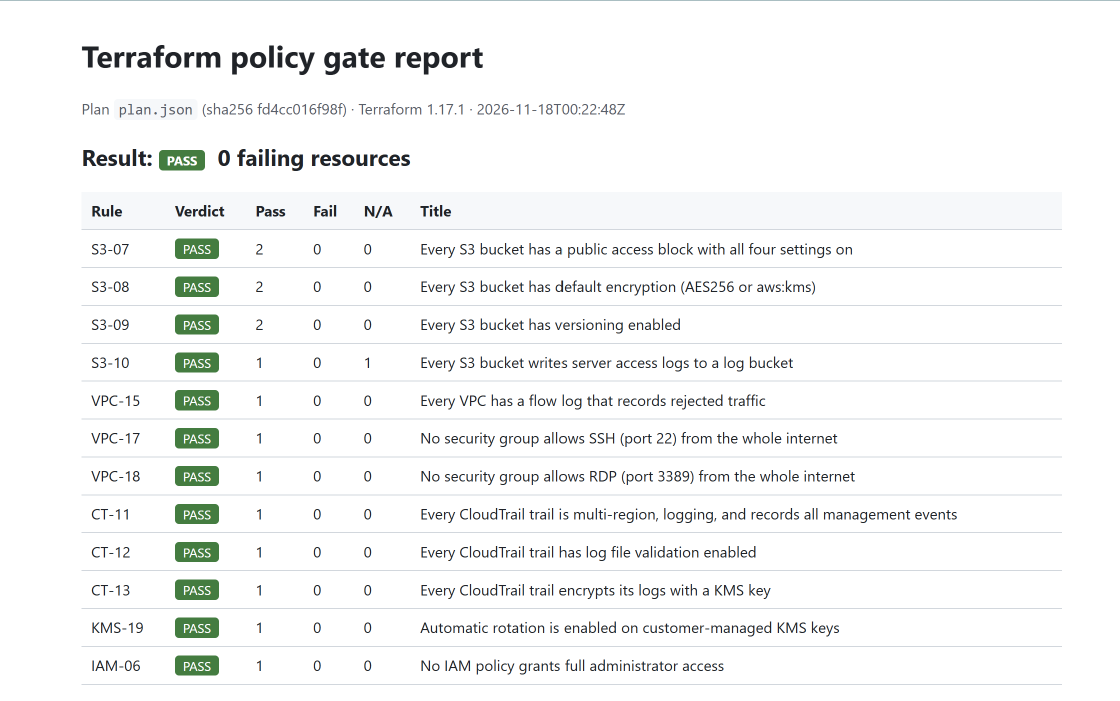 Terraform policy gate report
Plan plan.json (sha256 fd4cc016f98f) · Terraform 1.17.1 · 2026-11-18T00:22:48Z
Result: PASS 0 failing resources
Rule Verdict Pass Fail N/A Title
S3-07 PASS 2 0 0 Every S3 bucket has a public access block with all four settings on
S3-08 PASS 2 0 0 Every S3 bucket has default encryption (AES256 or aws:kms)
S3-09 PASS 2 0 0 Every S3 bucket has versioning enabled
S3-10 PASS 1 0 1 Every S3 bucket writes server access logs to a log bucket
VPC-15 PASS 1 0 0 Every VPC has a flow log that records rejected traffic
VPC-17 PASS 1 0 0 No security group allows SSH (port 22) from the whole internet
VPC-18 PASS 1 0 0 No security group allows RDP (port 3389) from the whole internet
CT-11 PASS 1 0 0 Every CloudTrail trail is multi-region, logging, and records all management events
CT-12 PASS 1 0 0 Every CloudTrail trail has log file validation enabled
CT-13 PASS 1 0 0 Every CloudTrail trail encrypts its logs with a KMS key
KMS-19 PASS 1 0 0 Automatic rotation is enabled on customer-managed KMS keys
IAM-06 PASS 1 0 0 No IAM policy grants full administrator access